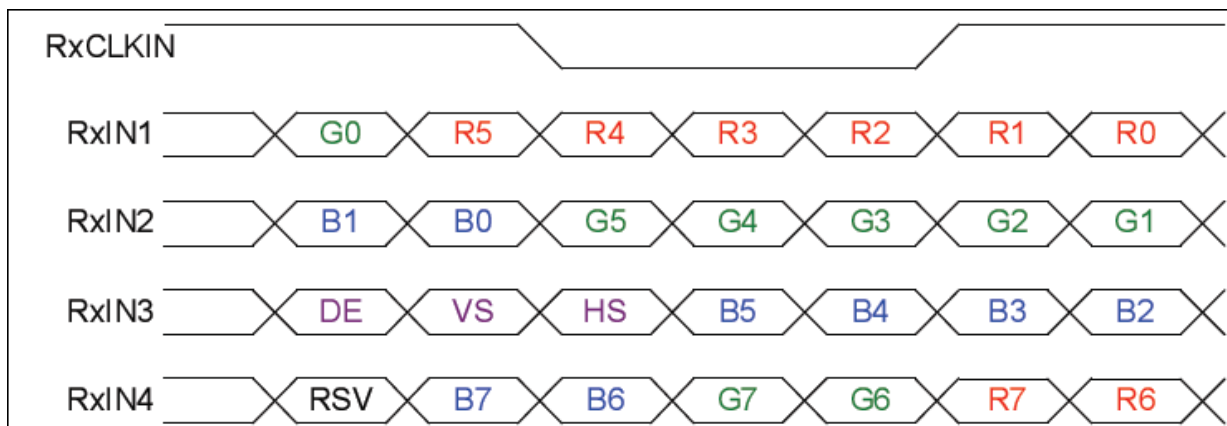 RxCLKIN
RxIN1 G0 R5 R4 R3 R2 R1 R0
RxIN2 B1 B0 G5 G4 G3 G2 G1
RxIN3 DE VS HS B5 B4 B3 B2
RxIN4 RSV B7 B6 G7 G6 R7 R6